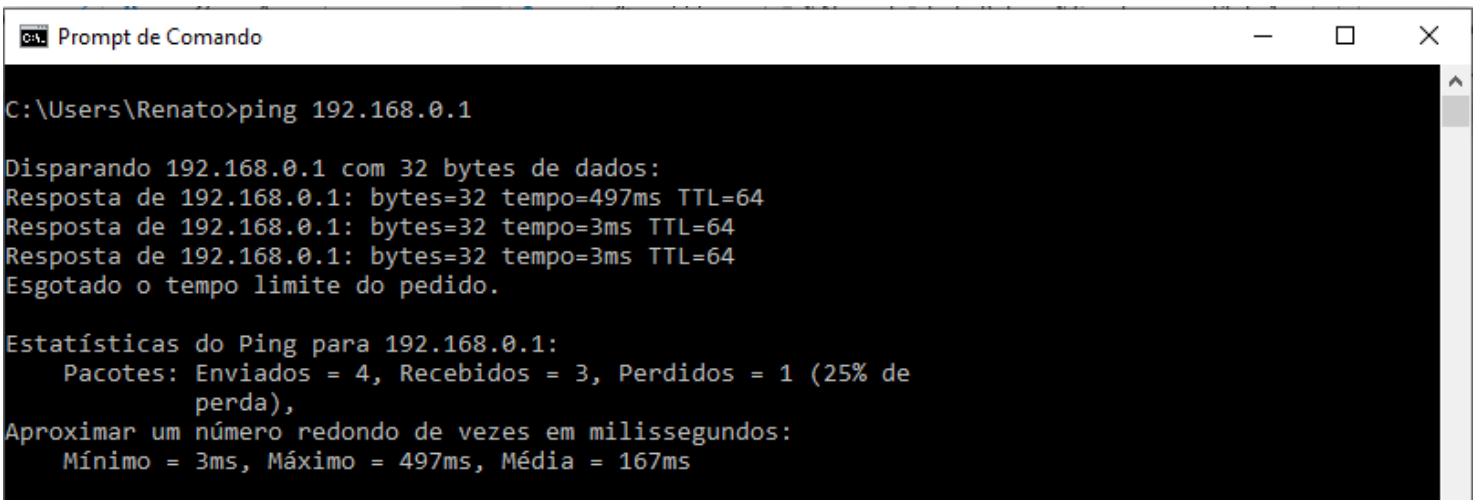 Prompt de Comando
C:\Users\Renato>ping 192.168.0.1
Disparando 192.168.0.1 com 32 bytes de dados:
Resposta de 192.168.0.1: bytes=32 tempo=497ms TTL=64
Resposta de 192.168.0.1: bytes=32 tempo=3ms TTL=64
Resposta de 192.168.0.1: bytes=32 tempo=3ms TTL=64
Esgotado o tempo limite do pedido.
Estatísticas do Ping para 192.168.0.1:
Pacotes: Enviados = 4, Recebidos = 3, Perdidos = 1 (25% de
perda),
Aproximar um número redondo de vezes em milissegundos:
Mínimo = 3ms, Máximo = 497ms, Média = 167ms